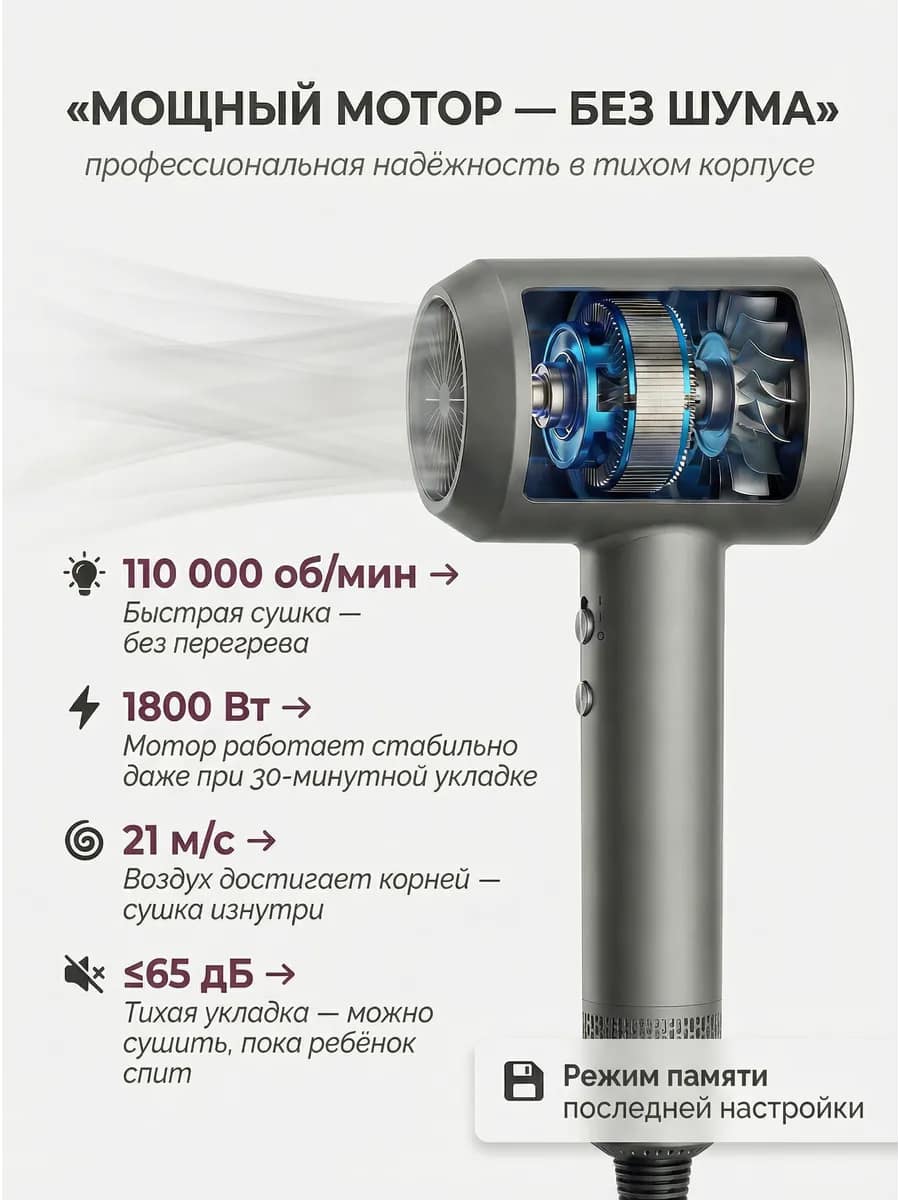 «МОЩНЫЙ МОТОР — БЕЗ ШУМА»
профессиональная надёжность в тихом корпусе
110 000 об/мин →
Быстрая сушка —
без перегрева
1800 Вт →
Мотор работает стабильно
даже при 30-минутной укладке
21 м/с →
Воздух достигает корней —
сушка изнутри
≤65 дБ →
Тихая укладка — можно
сушить, пока ребёнок
спит
Режим памяти
последней настройки